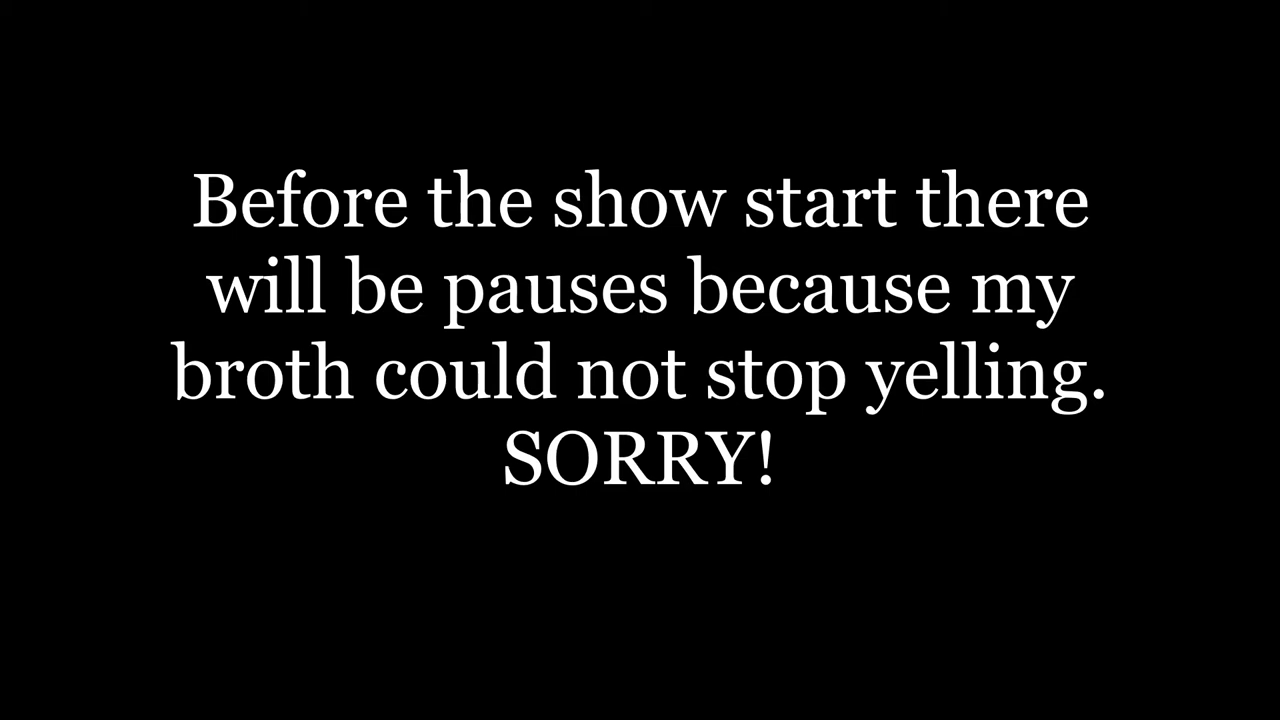 Before the show start there
will be pauses because my
broth could not stop yelling.
SORRY!